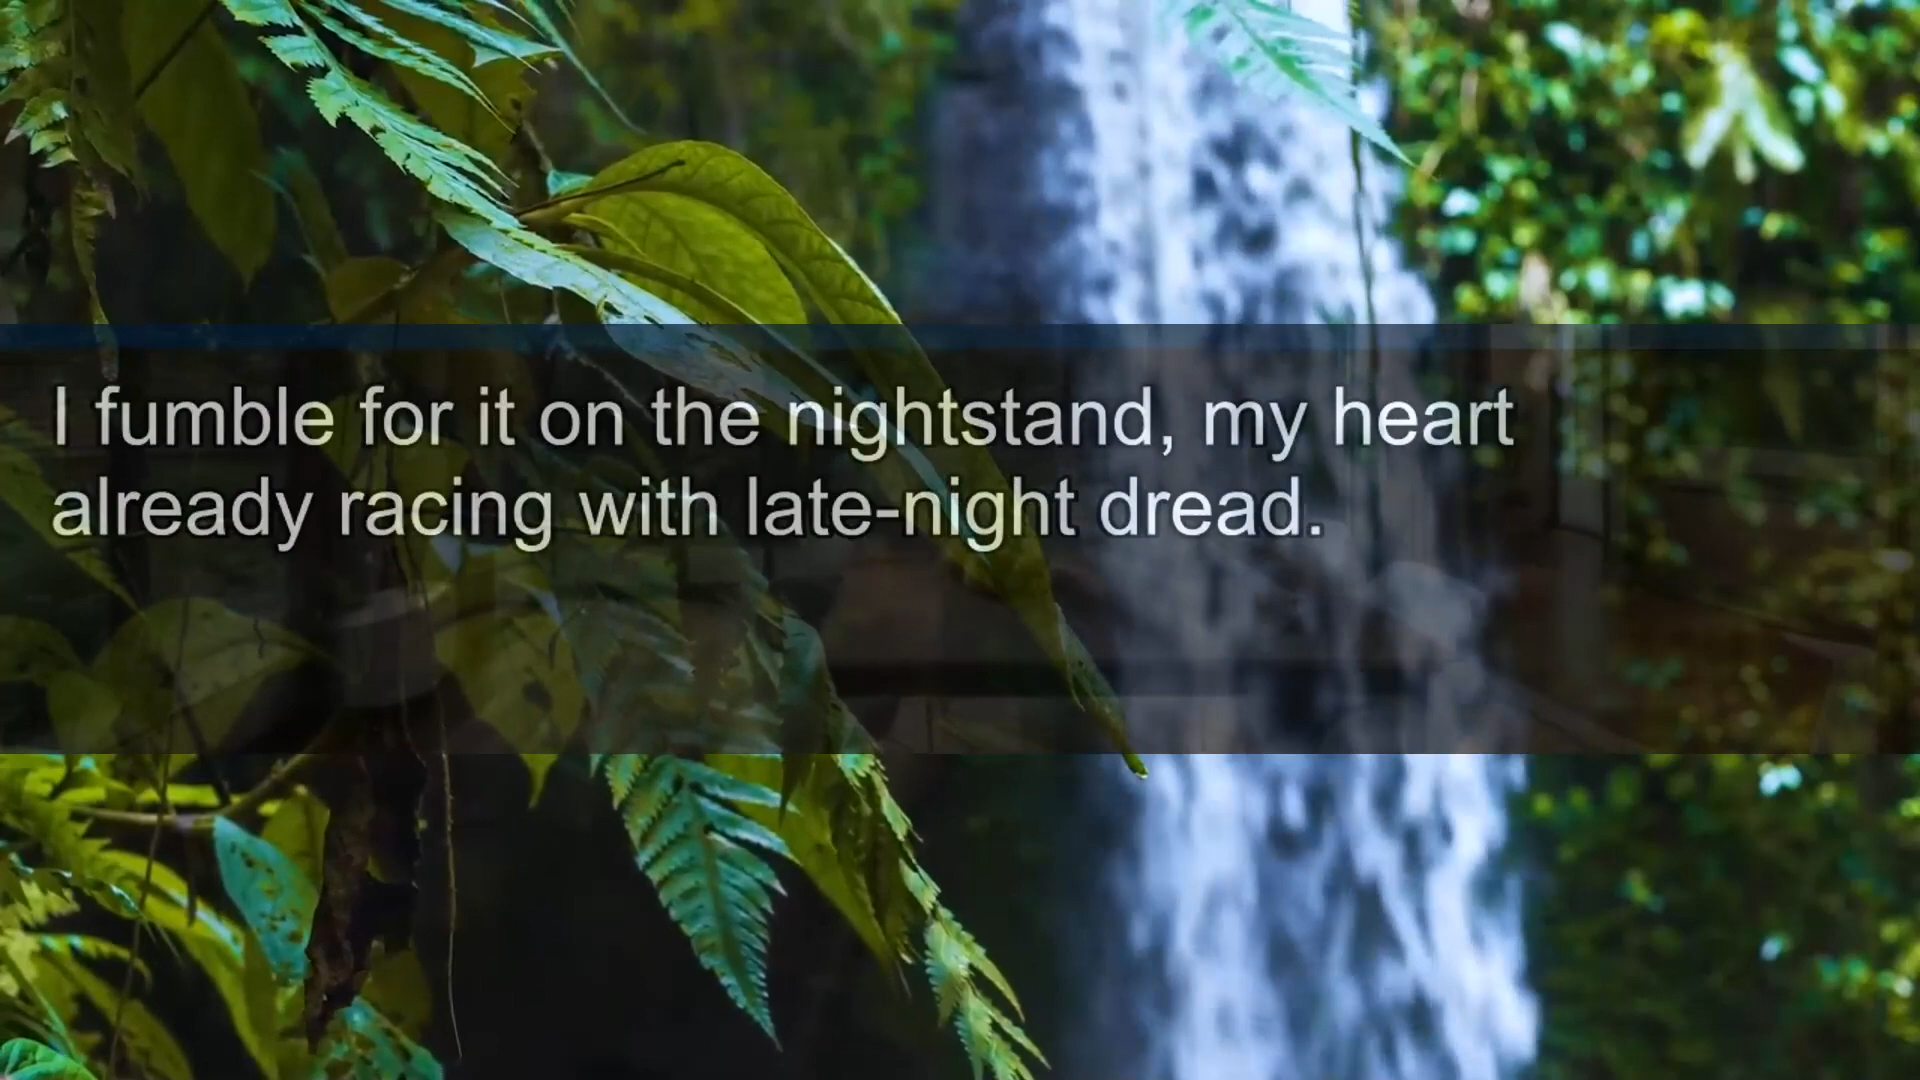 I fumble for it on the nightstand, my heart
already racing with late-night dread.